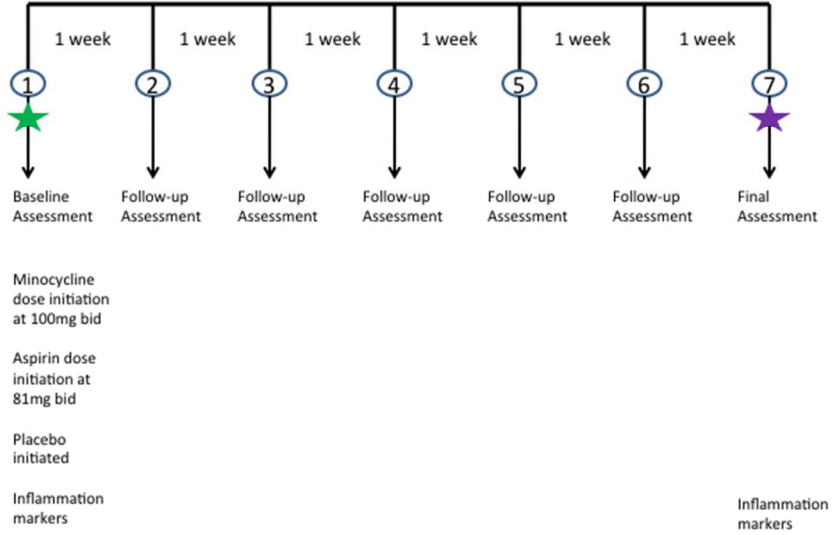 1 week 1 week 1 week 1 week 1 week 1 week
1 2 3 4 5 6 7
Baseline Follow-up Follow-up Follow-up Follow-up Follow-up Final
Assessment Assessment Assessment Assessment Assessment Assessment Assessment
Minocycline
dose initiation
at 100mg bid
Aspirin dose
initiation at
81mg bid
Placebo
initiated
Inflammation
markers
Inflammation
markers